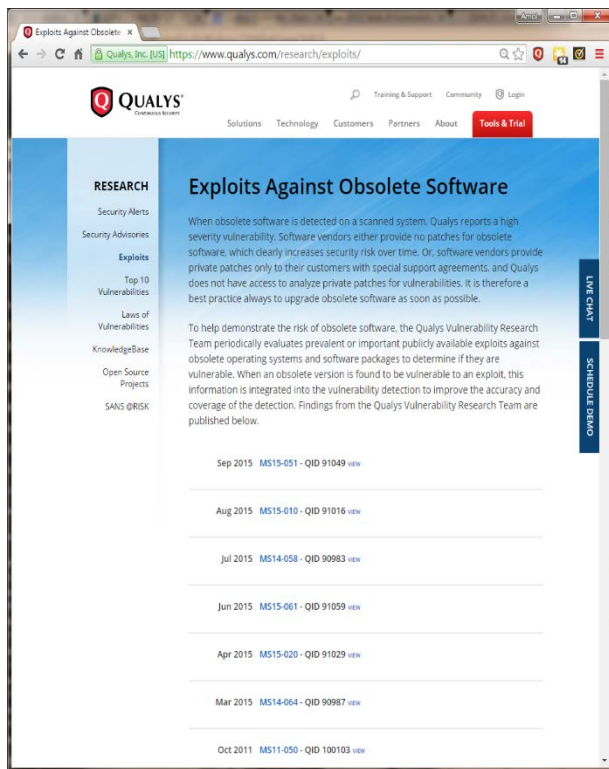 Amol
Exploits Against Obsolete
Qualys, Inc. [US] https://www.qualys.com/research/exploits/
QUALYS®
CONTINUOUS SECURITY
Training & Support Community Login
Solutions Technology Customers Partners About Tools & Trial
RESEARCH
Security Alerts
Security Advisories
Exploits
Top 10
Vulnerabilities
Laws of
Vulnerabilities
KnowledgeBase
Open Source
Projects
SANS @RISK
Exploits Against Obsolete Software
When obsolete software is detected on a scanned system, Qualys reports a high
severity vulnerability. Software vendors either provide no patches for obsolete
software, which clearly increases security risk over time. Or, software vendors provide
private patches only to their customers with special support agreements, and Qualys
does not have access to analyze private patches for vulnerabilities. It is therefore a
best practice always to upgrade obsolete software as soon as possible.
To help demonstrate the risk of obsolete software, the Qualys Vulnerability Research
Team periodically evaluates prevalent or important publicly available exploits against
obsolete operating systems and software packages to determine if they are
vulnerable. When an obsolete version is found to be vulnerable to an exploit, this
information is integrated into the vulnerability detection to improve the accuracy and
coverage of the detection. Findings from the Qualys Vulnerability Research Team are
published below.
Sep 2015 MS15-051 - QID 91049 VIEW
Aug 2015 MS15-010 - QID 91016 VIEW
Jul 2015 MS14-058 - QID 90983 VIEW
Jun 2015 MS15-061 - QID 91059 VIEW
Apr 2015 MS15-020 - QID 91029 VIEW
Mar 2015 MS14-064 - QID 90987 VIEW
Oct 2011 MS11-050 - QID 100103 VIEW
LIVE CHAT
SCHEDULE DEMO